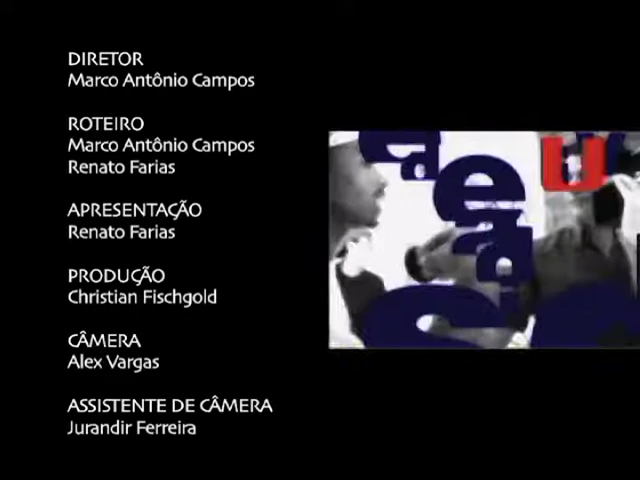 DIRETOR
Marco Antônio Campos
ROTEIRO
Marco Antônio Campos
Renato Farias
APRESENTAÇÃO
Renato Farias
PRODUÇÃO
Christian Fischgold
CÂMERA
Alex Vargas
ASSISTENTE DE CÂMERA
Jurandir Ferreira